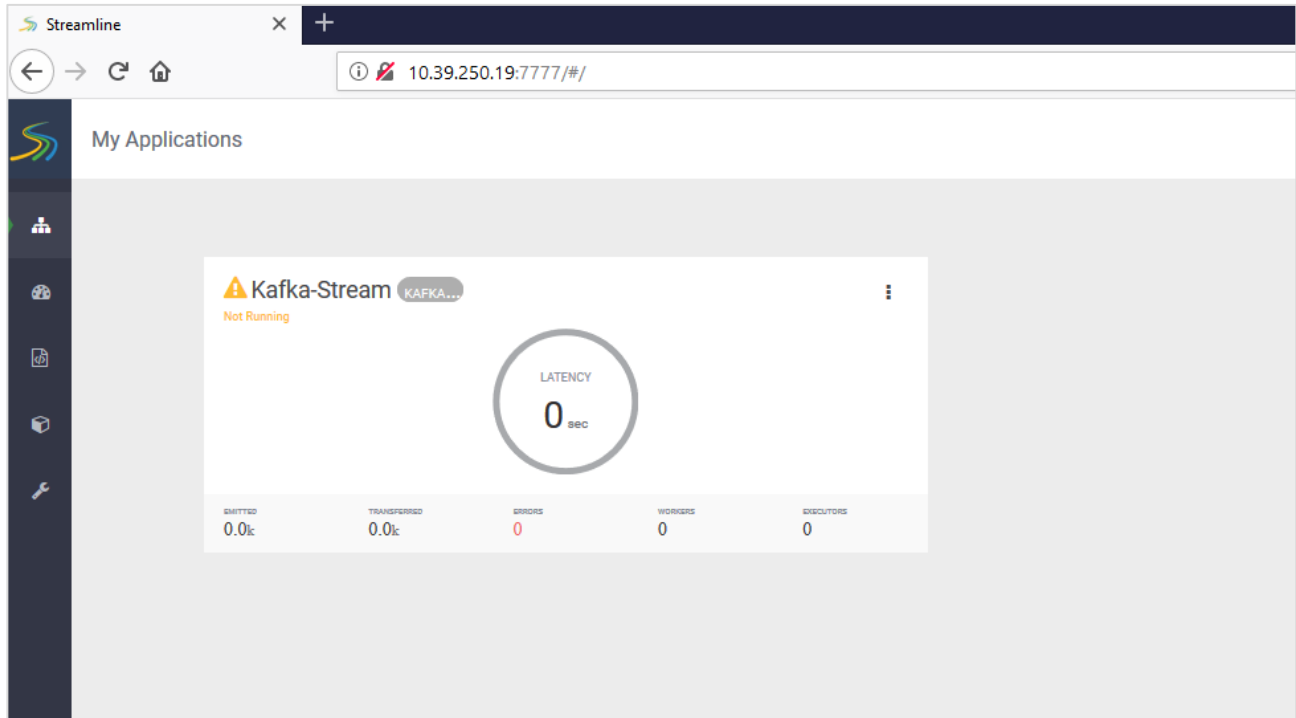 Streamline
10.39.250.19:7777/#/
My Applications
Kafka-Stream KAFKA...
Not Running
LATENCY
0 sec
EMITTED TRANSFERRED ERRORS WORKERS EXECUTORS
0.0k 0.0k 0 0 0